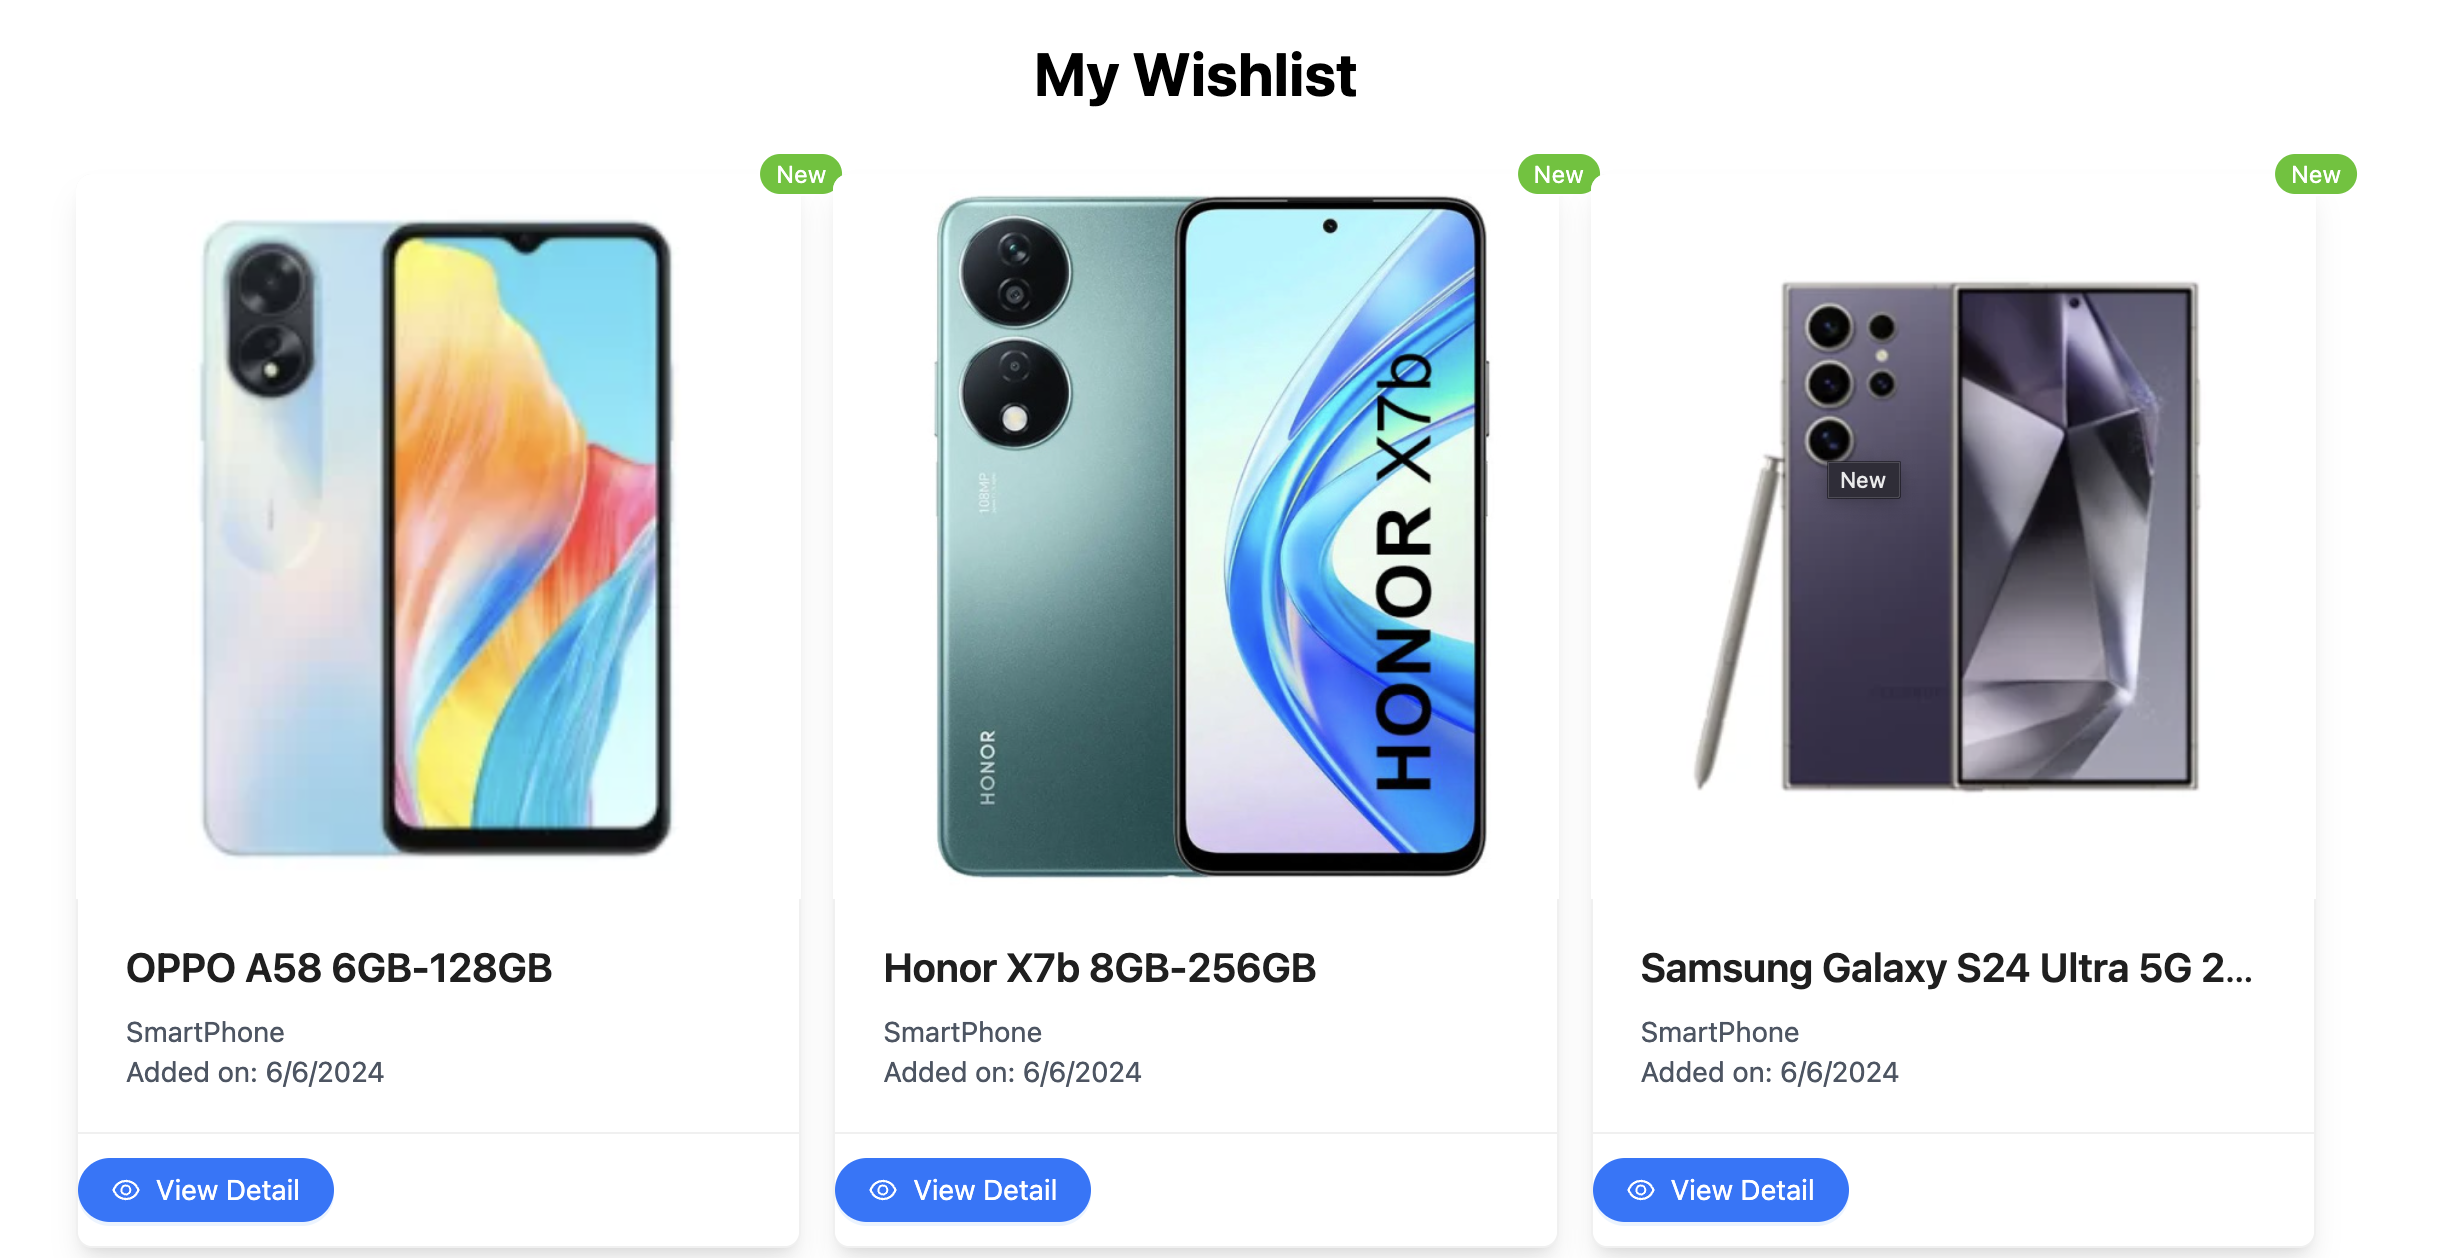 My Wishlist
New
New
New
108MP
HONOR
HONOR X7b
New
OPPO A58 6GB-128GB
SmartPhone
Added on: 6/6/2024
View Detail
Honor X7b 8GB-256GB
SmartPhone
Added on: 6/6/2024
View Detail
Samsung Galaxy S24 Ultra 5G 2...
SmartPhone
Added on: 6/6/2024
View Detail